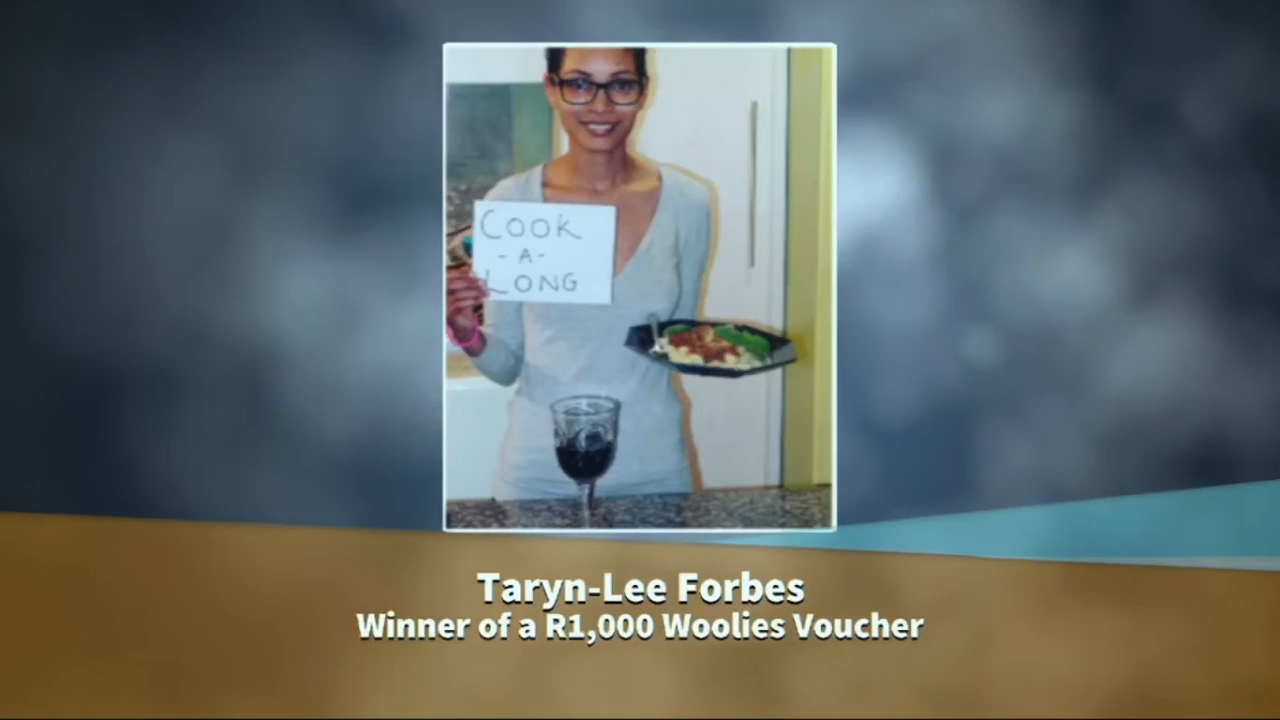 COOK
- A -
LONG
Taryn-Lee Forbes
Winner of a R1,000 Woolies Voucher